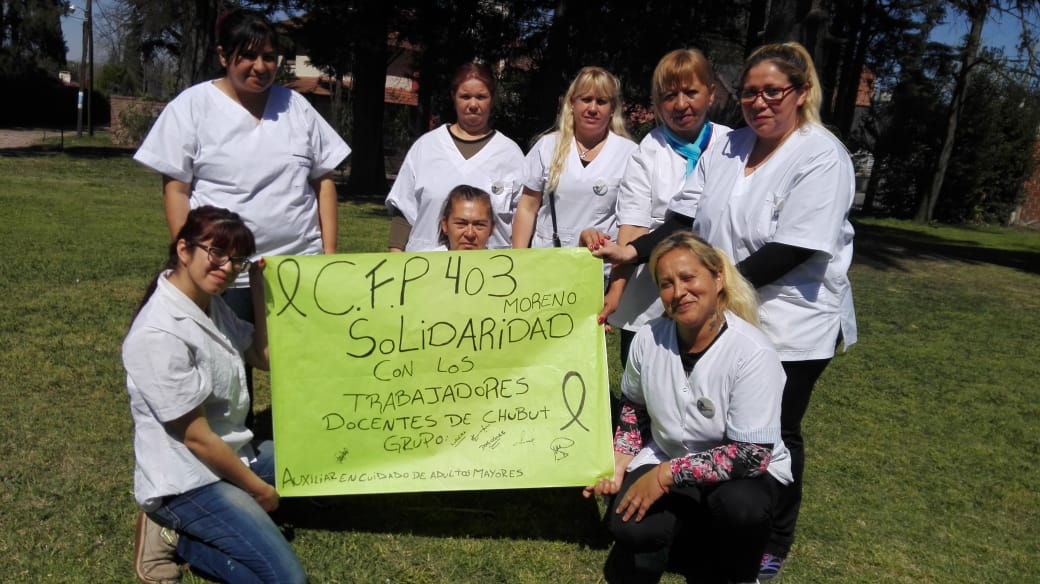 C.F.P 403
MORENO
SOLiDARiDAD
CON LOS
TRABAJADORES
DOCENTES DE CHUBUt
GRUPO:
AUXILIAR EN CUIDADO DE ADULTOS MAYORES